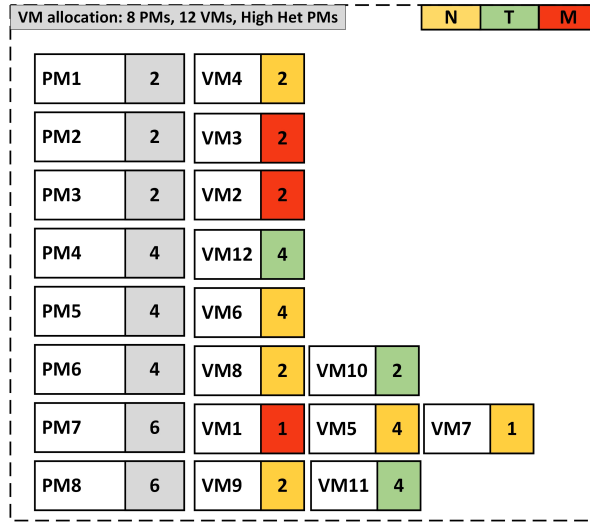 VM allocation: 8 PMs, 12 VMs, High Het PMs N T M
PM1 2 VM4 2
PM2 2 VM3 2
PM3 2 VM2 2
PM4 4 VM12 4
PM5 4 VM6 4
PM6 4 VM8 2 VM10 2
PM7 6 VM1 1 VM5 4 VM7 1
PM8 6 VM9 2 VM11 4